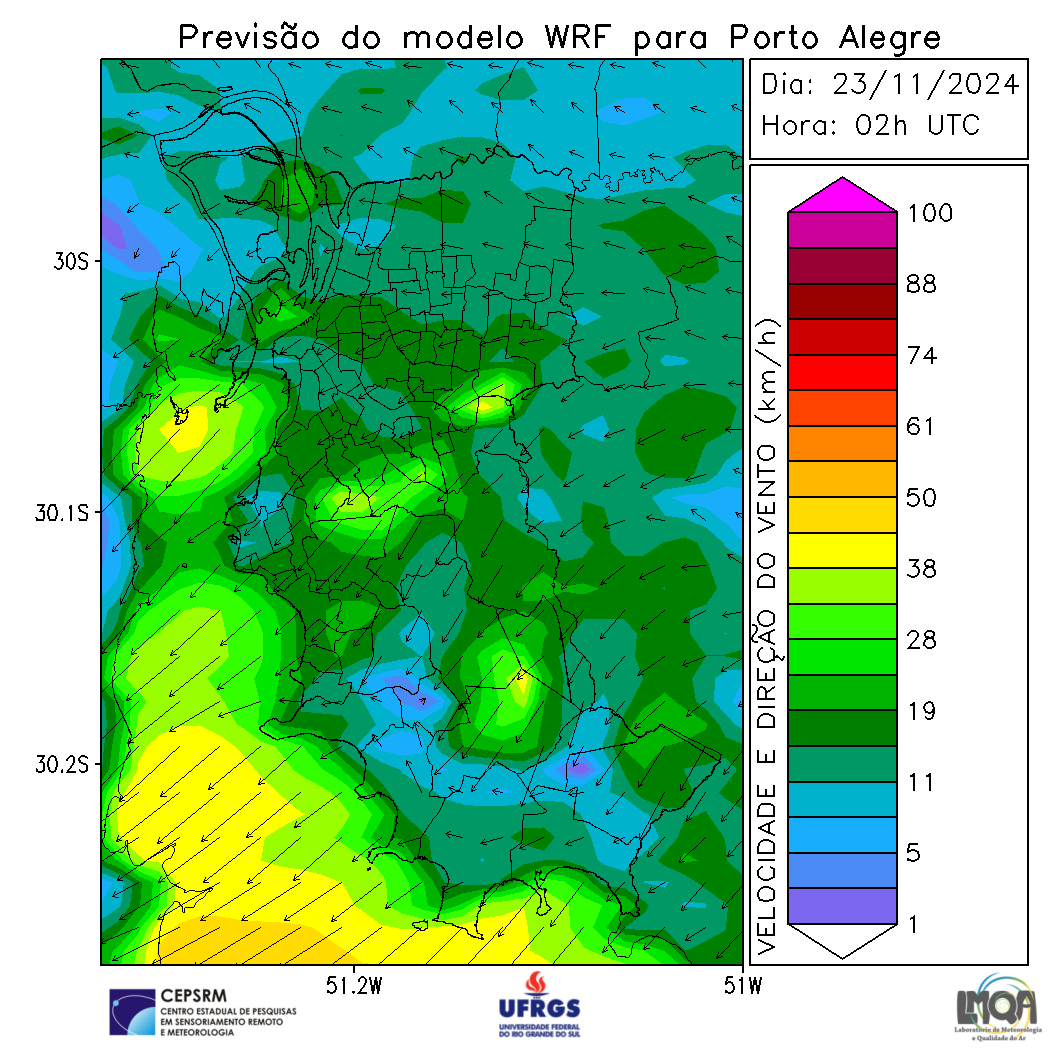 Previsão do modelo WRF para Porto Alegre
Dia: 23/11/2024
Hora: 02h UTC
30S
30.1S
30.2S
51.2W
51W
VELOCIDADE E DIREÇÃO DO VENTO (km/h)
100
88
74
61
50
38
28
19
11
5
1
CEPSRM
CENTRO ESTADUAL DE PESQUISAS
EM SENSORIAMENTO REMOTO
E METEOROLOGIA
UFRGS
UNIVERSIDADE FEDERAL
DO RIO GRANDE DO SUL
LMQA
Laboratório de Meteorologia
e Qualidade do Ar